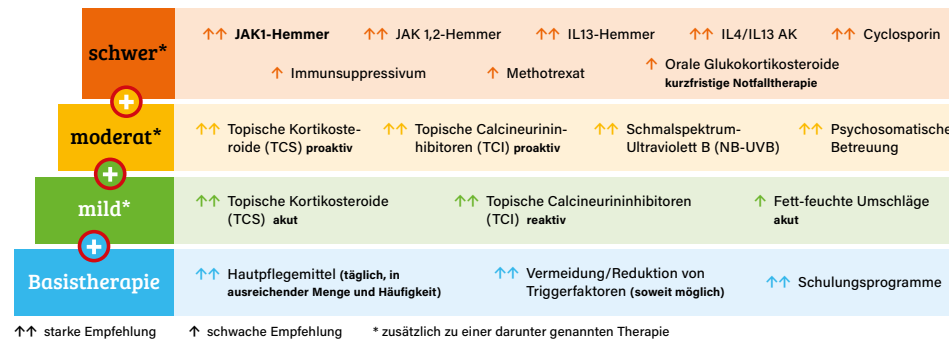 schwer*
↑↑ JAK1-Hemmer ↑↑ JAK 1,2-Hemmer ↑↑ IL13-Hemmer ↑↑ IL4/IL13 AK ↑↑ Cyclosporin
↑ Immunsuppressivum ↑ Methotrexat ↑ Orale Glukokortikosteroide
kurzfristige Notfalltherapie
+
moderat*
↑↑ Topische Kortikoste-
roide (TCS) proaktiv
↑↑ Topische Calcineurinin-
hibitoren (TCI) proaktiv
↑↑ Schmalspektrum-
Ultraviolett B (NB-UVB)
↑↑ Psychosomatische
Betreuung
+
mild*
↑↑ Topische Kortikosteroide
(TCS) akut
↑↑ Topische Calcineurininhibitoren
(TCI) reaktiv
↑ Fett-feuchte Umschläge
akut
+
Basistherapie
↑↑ Hautpflegemittel (täglich, in
ausreichender Menge und Häufigkeit)
↑↑ Vermeidung/Reduktion von
Triggerfaktoren (soweit möglich)
↑↑ Schulungsprogramme
↑↑ starke Empfehlung ↑ schwache Empfehlung * zusätzlich zu einer darunter genannten Therapie